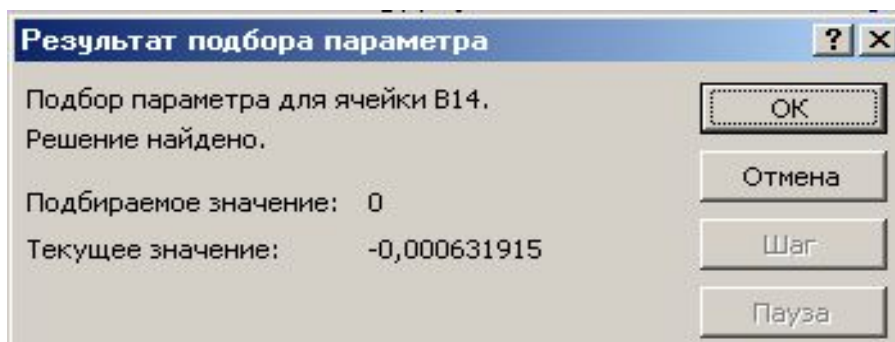 Результат подбора параметра
Подбор параметра для ячейки B14.
Решение найдено.
Подбираемое значение: 0
Текущее значение: -0,000631915
OK
Отмена
Шаг
Пауза